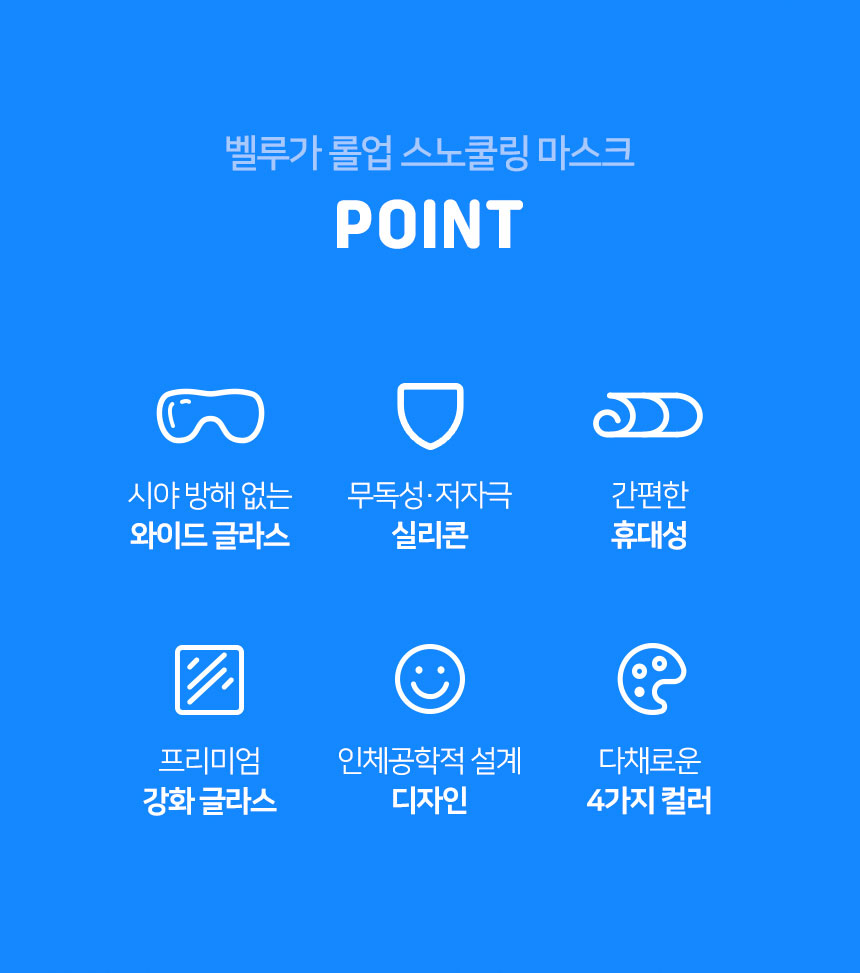 벨루가 롤업 스노쿨링 마스크
POINT
시야 방해 없는
와이드 글라스
무독성·저자극
실리콘
간편한
휴대성
프리미엄
강화 글라스
인체공학적 설계
디자인
다채로운
4가지 컬러